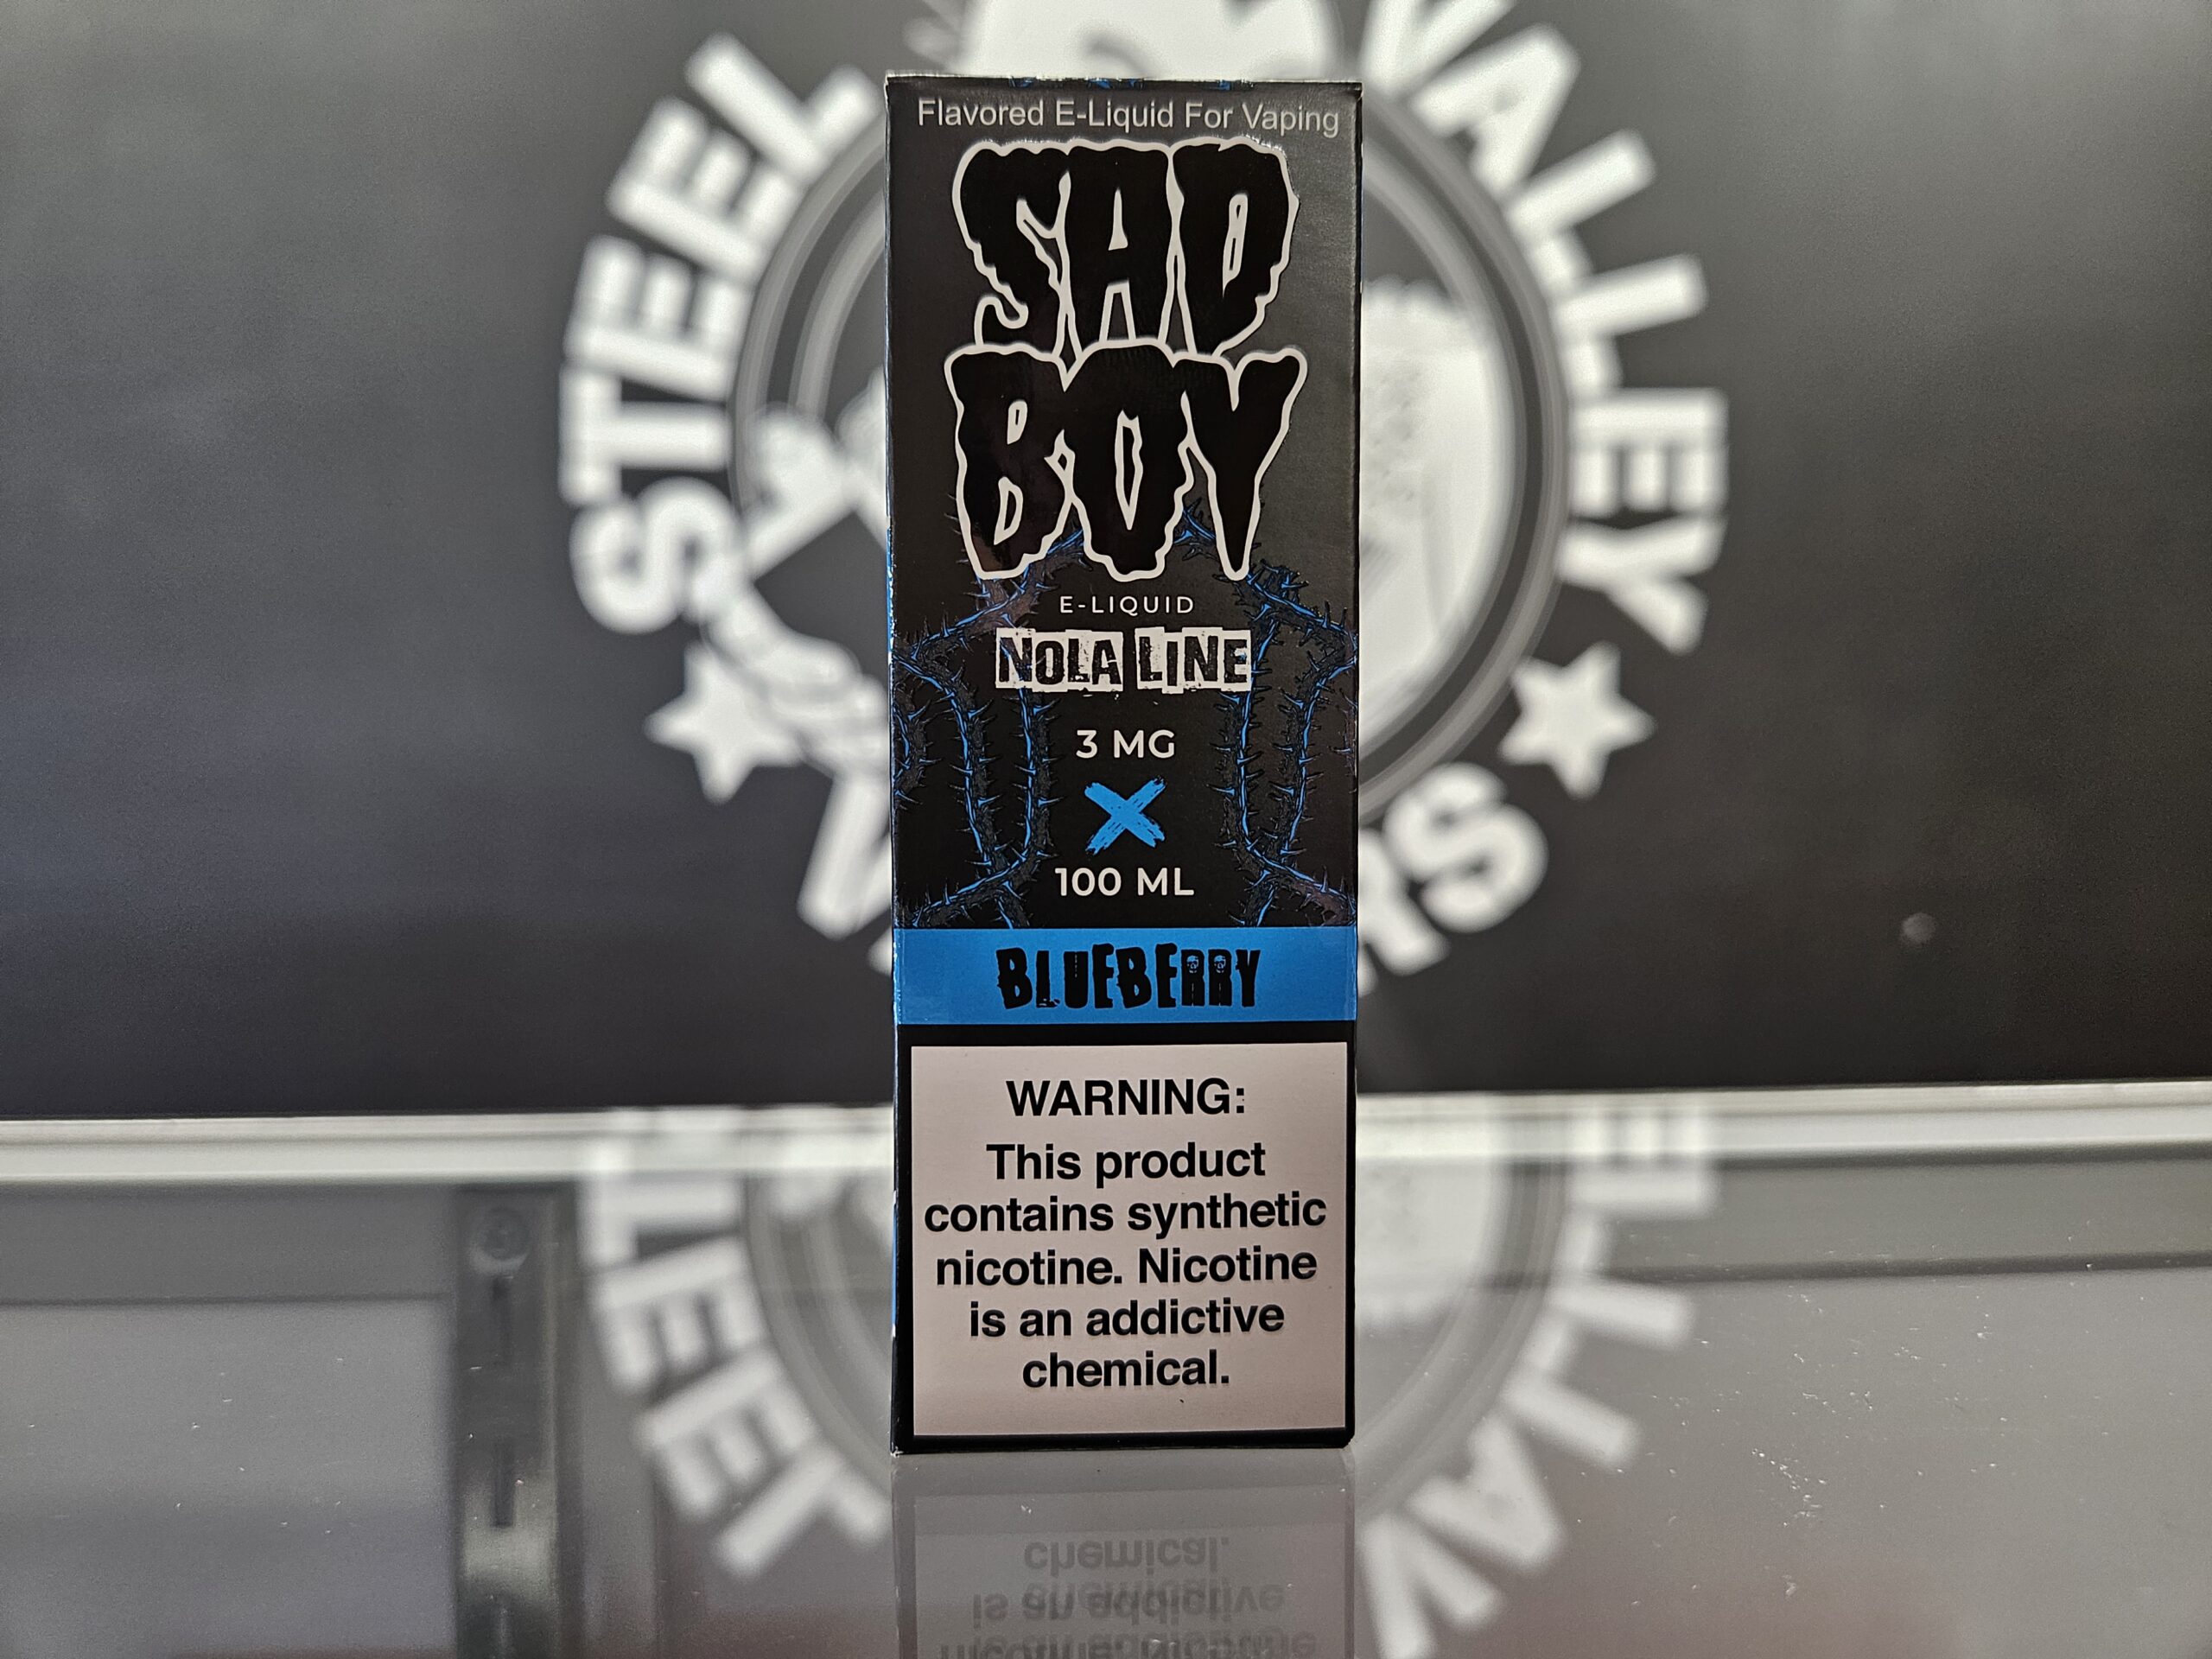 STEEL VALLEY
Flavored E-Liquid For Vaping
SAD
BOY
E-LIQUID
NOLA LINE
3 MG
X
100 ML
BLUEBERRY
WARNING:
This product
contains synthetic
nicotine. Nicotine
is an addictive
chemical.